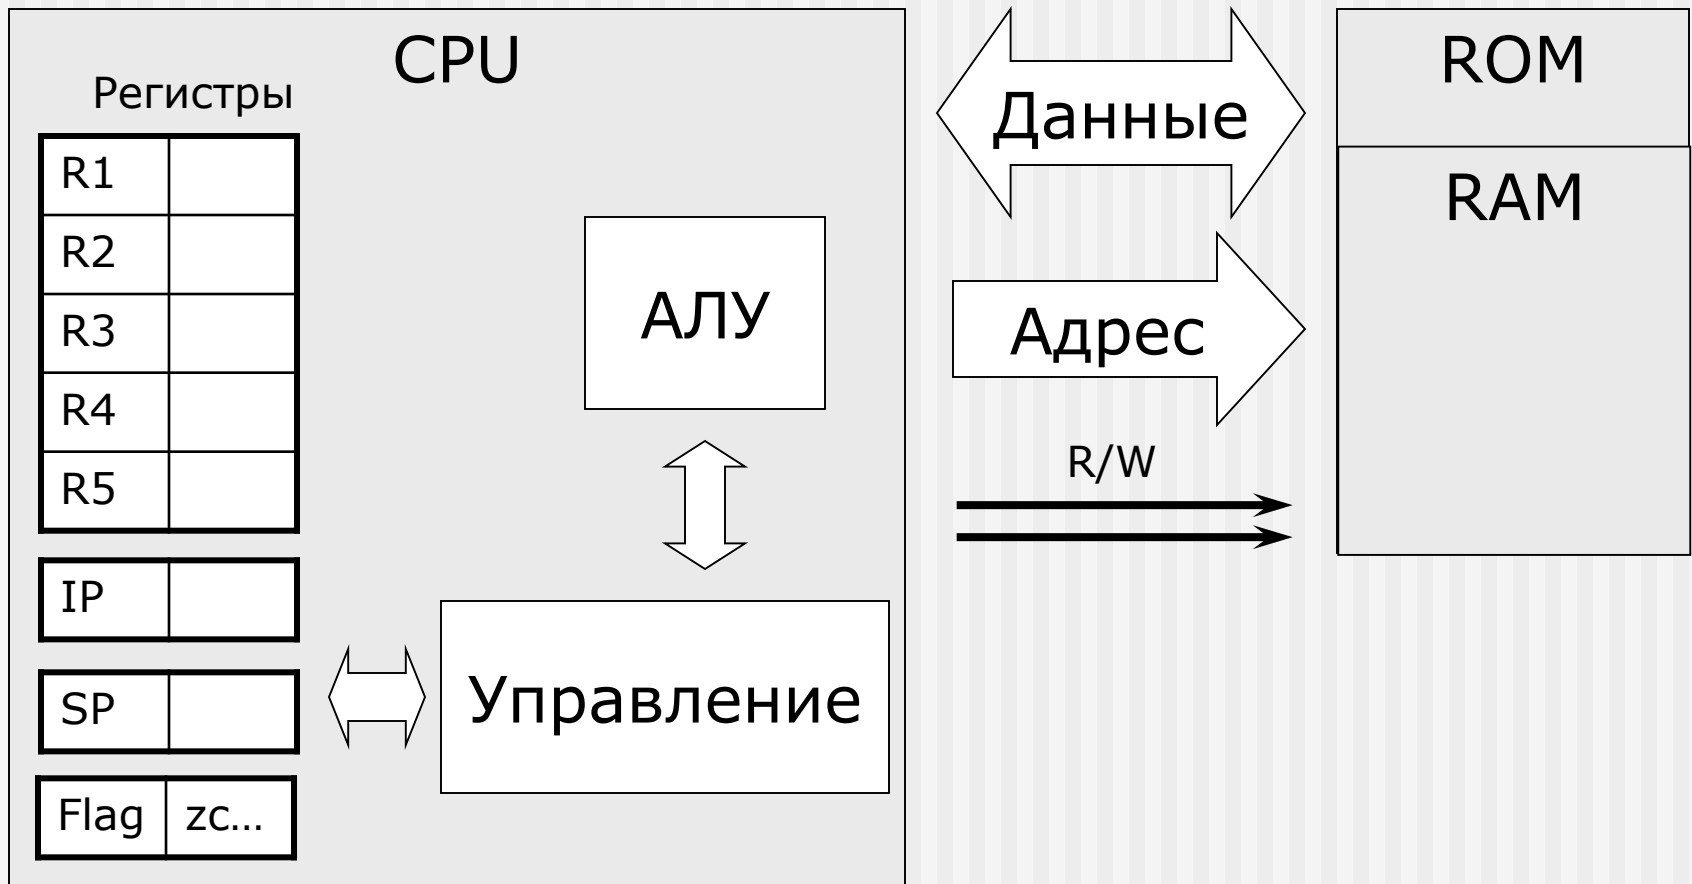 CPU
Регистры
R1
R2
R3
R4
R5
IP
SP
Flag zc...
АЛУ
Управление
Данные
Адрес
R/W
ROM
RAM